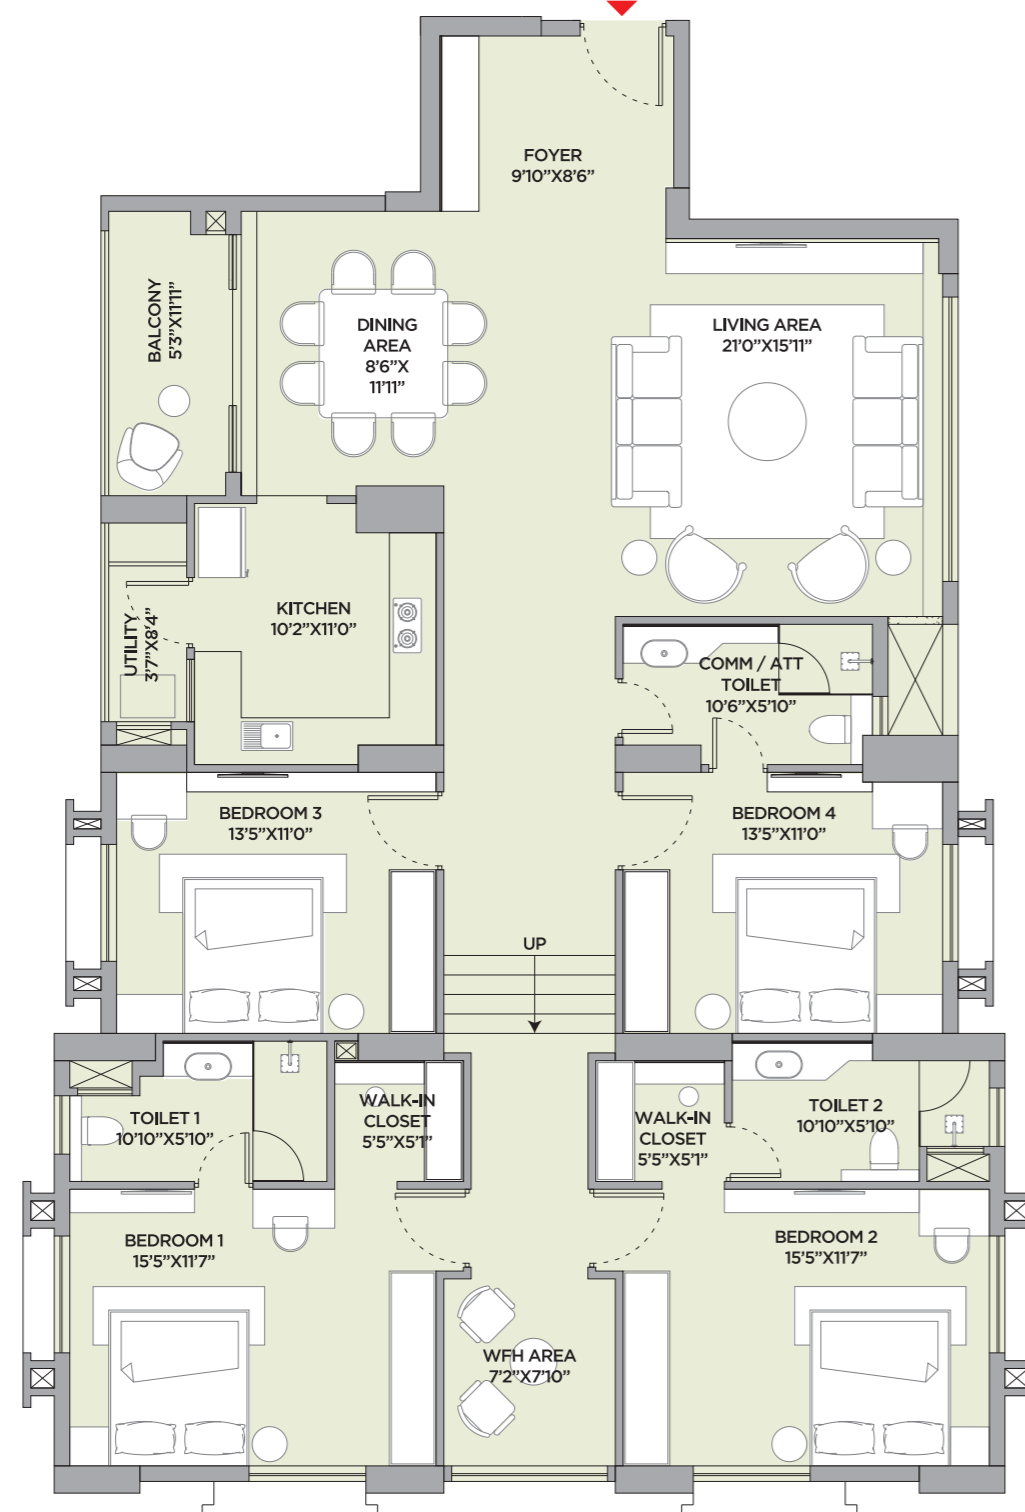 FOYER
9'10”X8'6”
BALCONY
5'3”X11'11”
DINING
AREA
8'6”X
11'11”
LIVING AREA
21'0”X15'11”
UTILITY
3'7”X8'4”
KITCHEN
10'2”X11'0”
COMM / ATT
TOILET
10'6”X5'10”
BEDROOM 3
13'5”X11'0”
BEDROOM 4
13'5”X11'0”
UP
TOILET 1
10'10”X5'10”
WALK-IN
CLOSET
5'5”X5'1”
WALK-IN
CLOSET
5'5”X5'1”
TOILET 2
10'10”X5'10”
BEDROOM 1
15'5”X11'7”
BEDROOM 2
15'5”X11'7”
WFH AREA
7'2”X7'10”